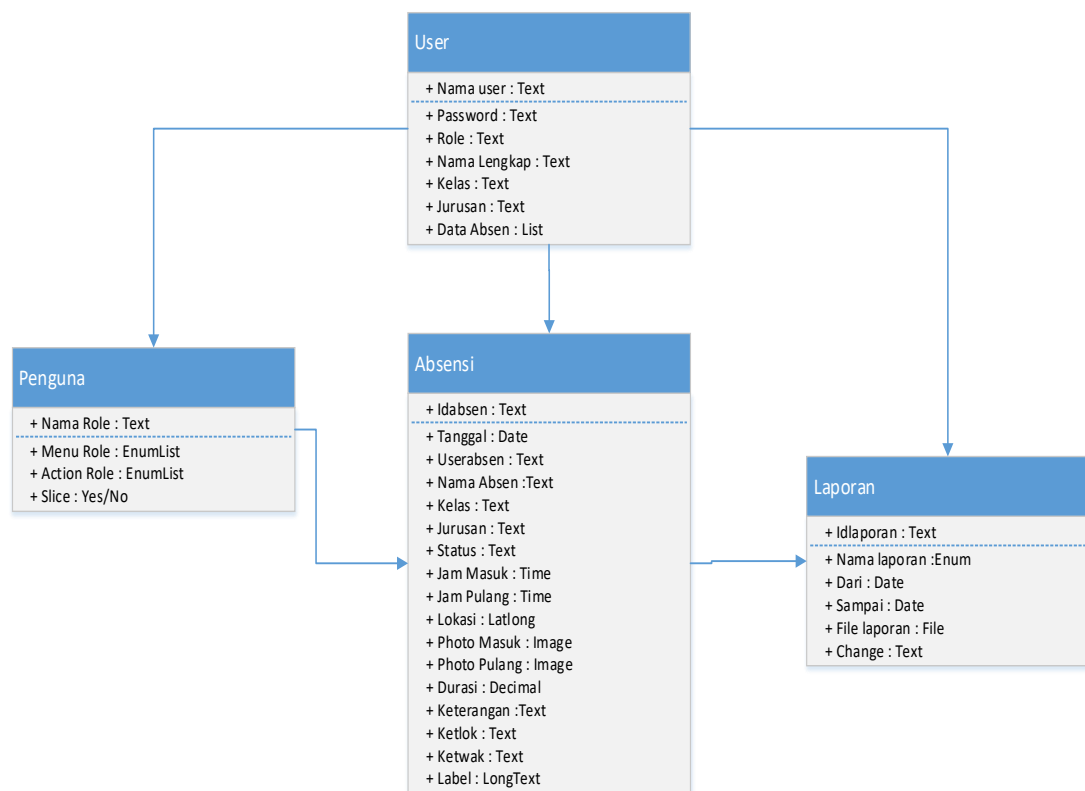 User
+ Nama user : Text
+ Password : Text
+ Role : Text
+ Nama Lengkap : Text
+ Kelas : Text
+ Jurusan : Text
+ Data Absen : List
Penguna
+ Nama Role : Text
+ Menu Role : EnumList
+ Action Role : EnumList
+ Slice : Yes/No
Absensi
+ Idabsen : Text
+ Tanggal : Date
+ Userabsen : Text
+ Nama Absen :Text
+ Kelas : Text
+ Jurusan : Text
+ Status : Text
+ Jam Masuk : Time
+ Jam Pulang : Time
+ Lokasi : Latlong
+ Photo Masuk : Image
+ Photo Pulang : Image
+ Durasi : Decimal
+ Keterangan :Text
+ Ketlok : Text
+ Ketwak : Text
+ Label : LongText
Laporan
+ Idlaporan : Text
+ Nama laporan :Enum
+ Dari : Date
+ Sampai : Date
+ File laporan : File
+ Change : Text